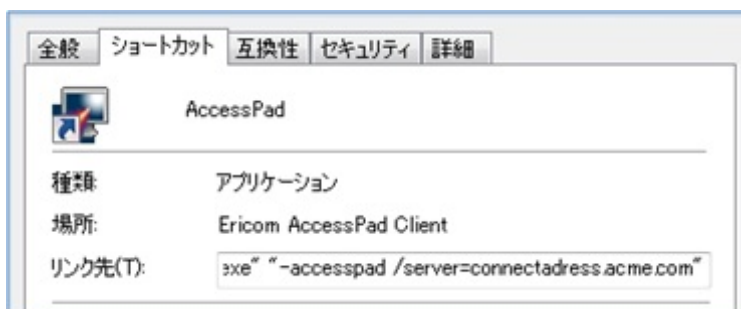 全般 ショートカット 互換性 セキュリティ 詳細
AccessPad
種類: アプリケーション
場所: Ericom AccessPad Client
リンク先(T): exe" "-accesspad /server=connectadress.acme.com"